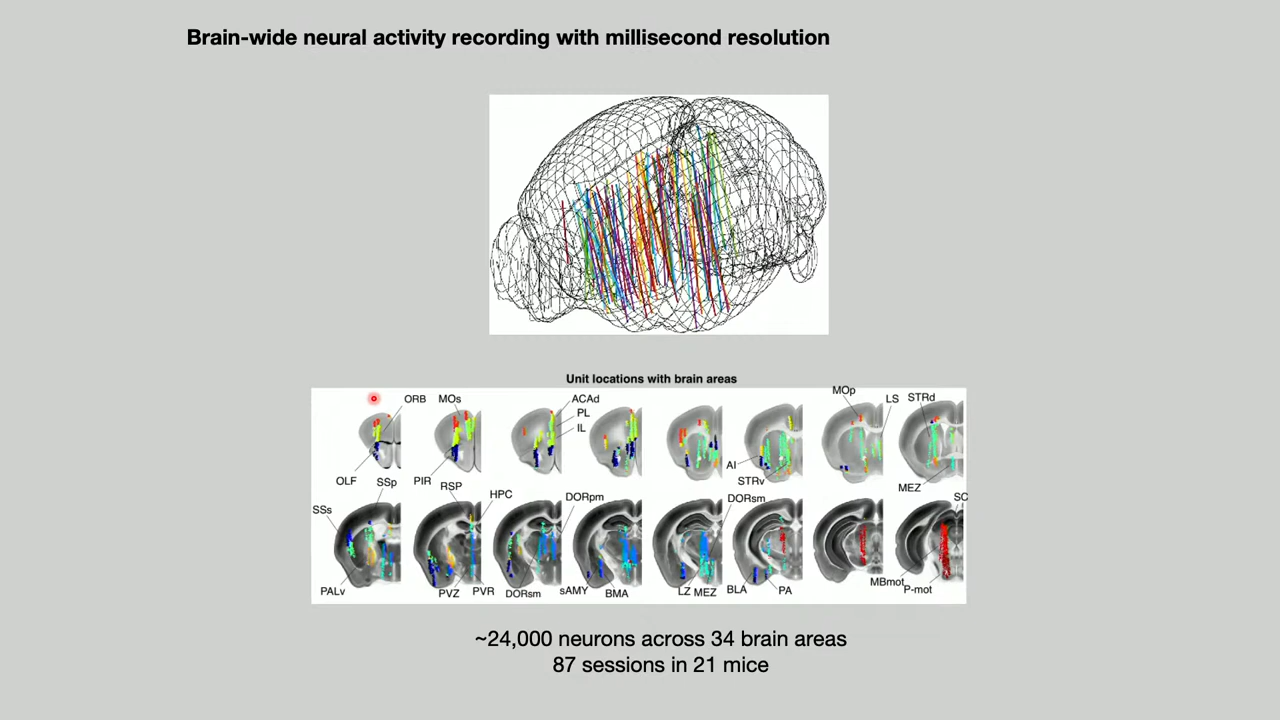 Brain-wide neural activity recording with millisecond resolution
Unit locations with brain areas
ORB MOs ACAd PL IL MOp LS STRd
OLF PIR AI STRv MEZ
SSs SSp RSP HPC DORpm DORsm SC
PALv PVZ PVR DORsm sAMY BMA LZ MEZ BLA PA MBmot P-mot
~24,000 neurons across 34 brain areas
87 sessions in 21 mice